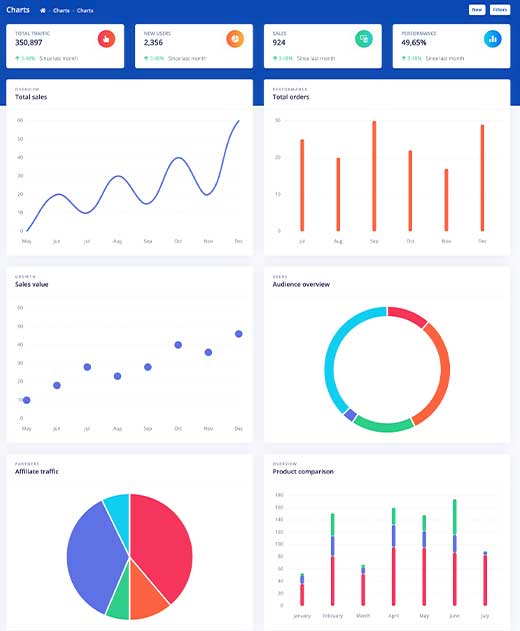 Charts
Charts - Charts
New
Filters
TOTAL TRAFFIC
350,897
3.48% Since last month
NEW USERS
2,356
3.48% Since last month
SALES
924
3.48% Since last month
PERFORMANCE
49,65%
3.48% Since last month
OVERVIEW
Total sales
60
50
40
30
20
10
0
May Jun Jul Aug Sep Oct Nov Dec
PERFORMANCE
Total orders
30
20
10
0
Jul Aug Sep Oct Nov Dec
GROWTH
Sales value
60
50
40
30
20
10
0
May Jun Jul Aug Sep Oct Nov Dec
USERS
Audience overview
PARTNERS
Affiliate traffic
OVERVIEW
Product comparison
180
160
140
120
100
80
60
40
20
0
January February March April May June July